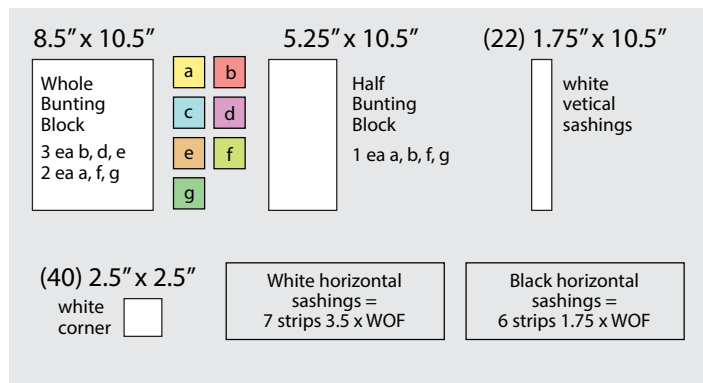 8.5” x 10.5”
Whole
Bunting
Block
3 ea b, d, e
2 ea a, f, g
a
b
c
d
e
f
g
5.25” x 10.5”
Half
Bunting
Block
1 ea a, b, f, g
(22) 1.75” x 10.5”
white
vetical
sashings
(40) 2.5” x 2.5”
white
corner
White horizontal
sashings =
7 strips 3.5 x WOF
Black horizontal
sashings =
6 strips 1.75 x WOF